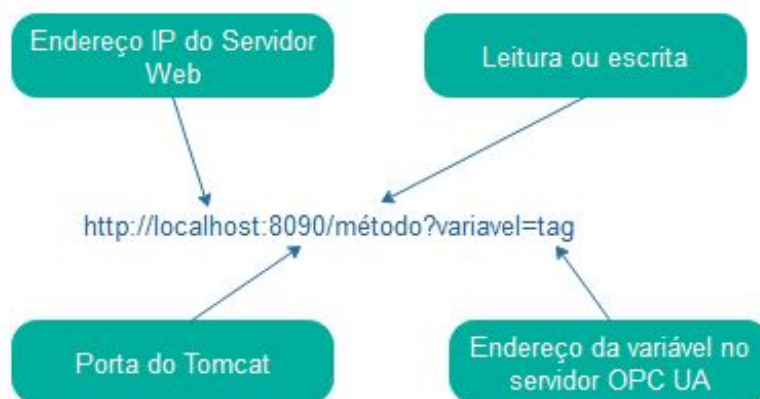 Endereço IP do Servidor
Web
Leitura ou escrita
http://localhost:8090/método?variavel=tag
Porta do Tomcat
Endereço da variável no
servidor OPC UA